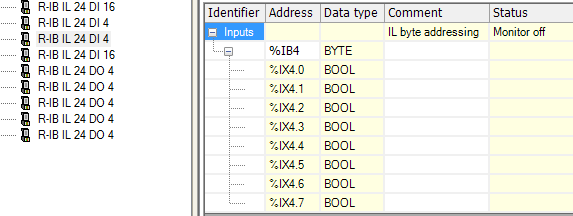 R-IB IL 24 DI 16
R-IB IL 24 DI 4
R-IB IL 24 DI 4
R-IB IL 24 DI 16
R-IB IL 24 DO 4
R-IB IL 24 DO 4
R-IB IL 24 DO 4
R-IB IL 24 DO 4
R-IB IL 24 DO 4
Identifier Address Data type Comment Status
Inputs IL byte addressing Monitor off
%IB4 BYTE
%IX4.0 BOOL
%IX4.1 BOOL
%IX4.2 BOOL
%IX4.3 BOOL
%IX4.4 BOOL
%IX4.5 BOOL
%IX4.6 BOOL
%IX4.7 BOOL